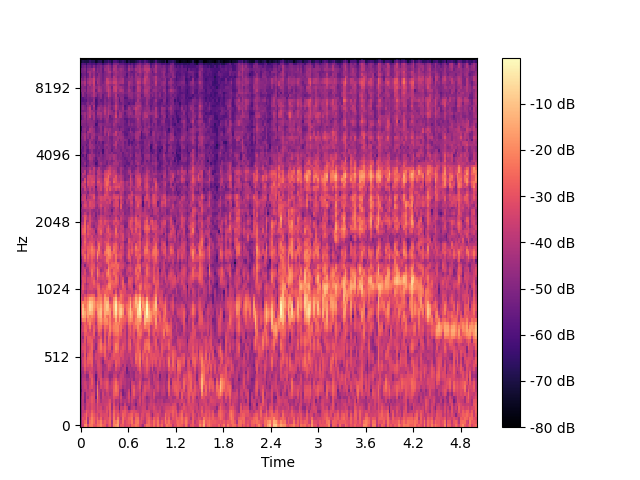 8192
4096
2048
1024
512
0
Hz
0 0.6 1.2 1.8 2.4 3 3.6 4.2 4.8
Time
-10 dB
-20 dB
-30 dB
-40 dB
-50 dB
-60 dB
-70 dB
-80 dB